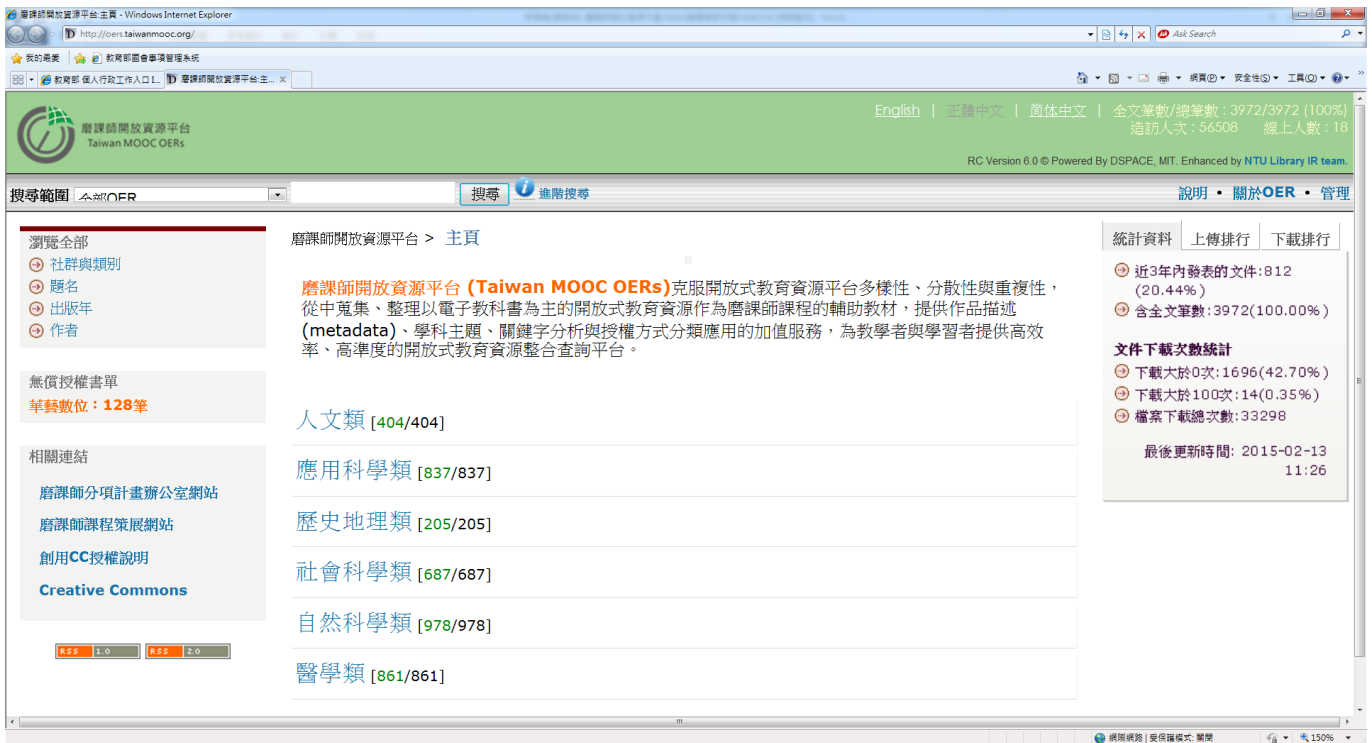 磨課師開放資源平台:主頁 - Windows Internet Explorer
http://oers.taiwanmooc.org/
Ask Search
我的最愛 教育部國會事項管理系統
教育部 個人行政工作入口 I... 磨課師開放資源平台:主... x
網頁(P) 安全性(S) 工具(O)
English | 正體中文 | 简体中文 | 全文筆數/總筆數 : 3972/3972 (100%)
造訪人次 : 56508 線上人數 : 18
磨課師開放資源平台
Taiwan MOOC OERs
RC Version 6.0 © Powered By DSPACE, MIT. Enhanced by NTU Library IR team.
搜尋範圍 全部OER 搜尋 進階搜尋 說明 • 關於OER • 管理
瀏覽全部
社群與類別
題名
出版年
作者
無償授權書單
華藝數位：128筆
相關連結
磨課師分項計畫辦公室網站
磨課師課程策展網站
創用CC授權說明
Creative Commons
RSS 1.0 RSS 2.0
磨課師開放資源平台 > 主頁
磨課師開放資源平台 (Taiwan MOOC OERs)克服開放式教育資源平台多樣性、分散性與重複性，
從中蒐集、整理以電子教科書為主的開放式教育資源作為磨課師課程的輔助教材，提供作品描述
(metadata)、學科主題、關鍵字分析與授權方式分類應用的加值服務，為教學者與學習者提供高效
率、高準度的開放式教育資源整合查詢平台。
人文類 [404/404]
應用科學類 [837/837]
歷史地理類 [205/205]
社會科學類 [687/687]
自然科學類 [978/978]
醫學類 [861/861]
統計資料 上傳排行 下載排行
近3年內發表的文件:812
(20.44%)
含全文筆數:3972(100.00%)
文件下載次數統計
下載大於0次:1696(42.70%)
下載大於100次:14(0.35%)
檔案下載總次數:33298
最後更新時間: 2015-02-13
11:26
網際網路 | 受保護模式: 關閉 150%